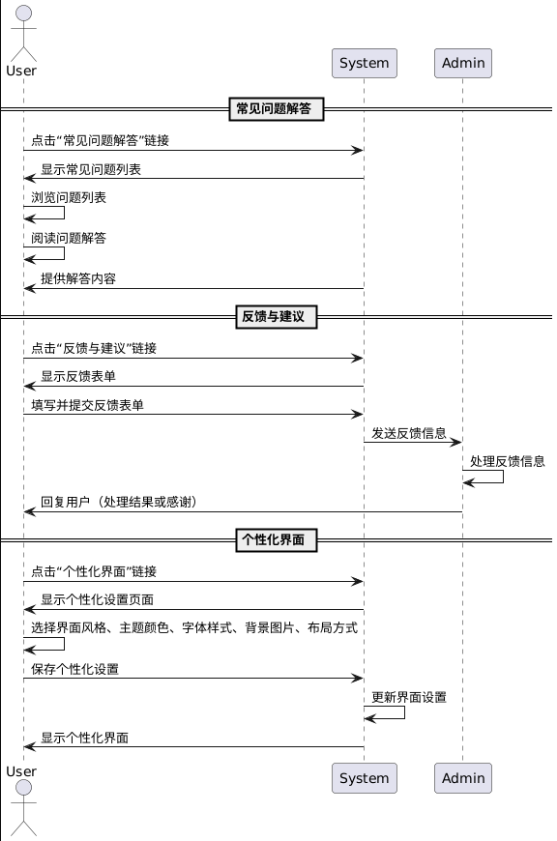 User
System
Admin
常见问题解答
点击“常见问题解答”链接
显示常见问题列表
浏览问题列表
阅读问题解答
提供解答内容
反馈与建议
点击“反馈与建议”链接
显示反馈表单
填写并提交反馈表单
发送反馈信息
处理反馈信息
回复用户（处理结果或感谢）
个性化界面
点击“个性化界面”链接
显示个性化设置页面
选择界面风格、主题颜色、字体样式、背景图片、布局方式
保存个性化设置
更新界面设置
显示个性化界面
User
System
Admin